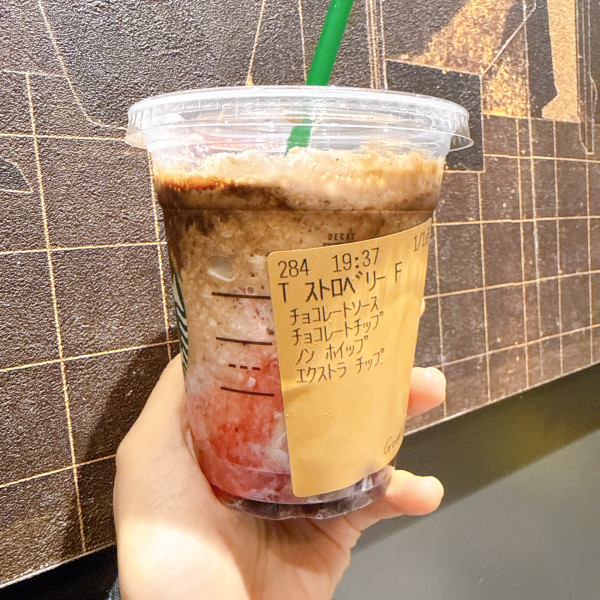 DECAF
284 19:37
T ストロベリー F
チョコレートソース
チョコレートチップ
ノン ホイップ
エクストラ チップ